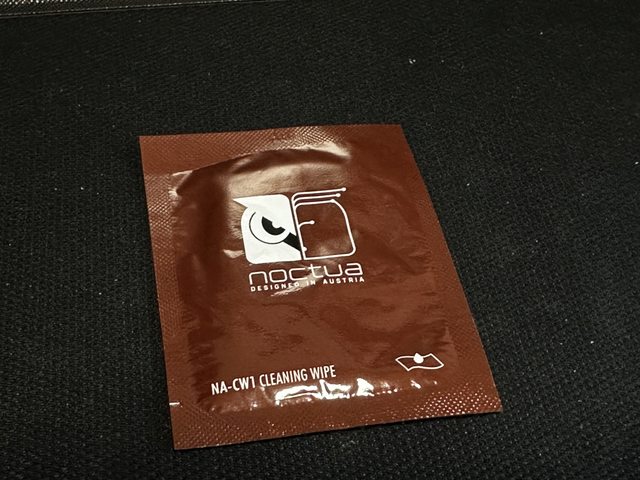 noctua
DESIGNED IN AUSTRIA
NA-CW1 CLEANING WIPE